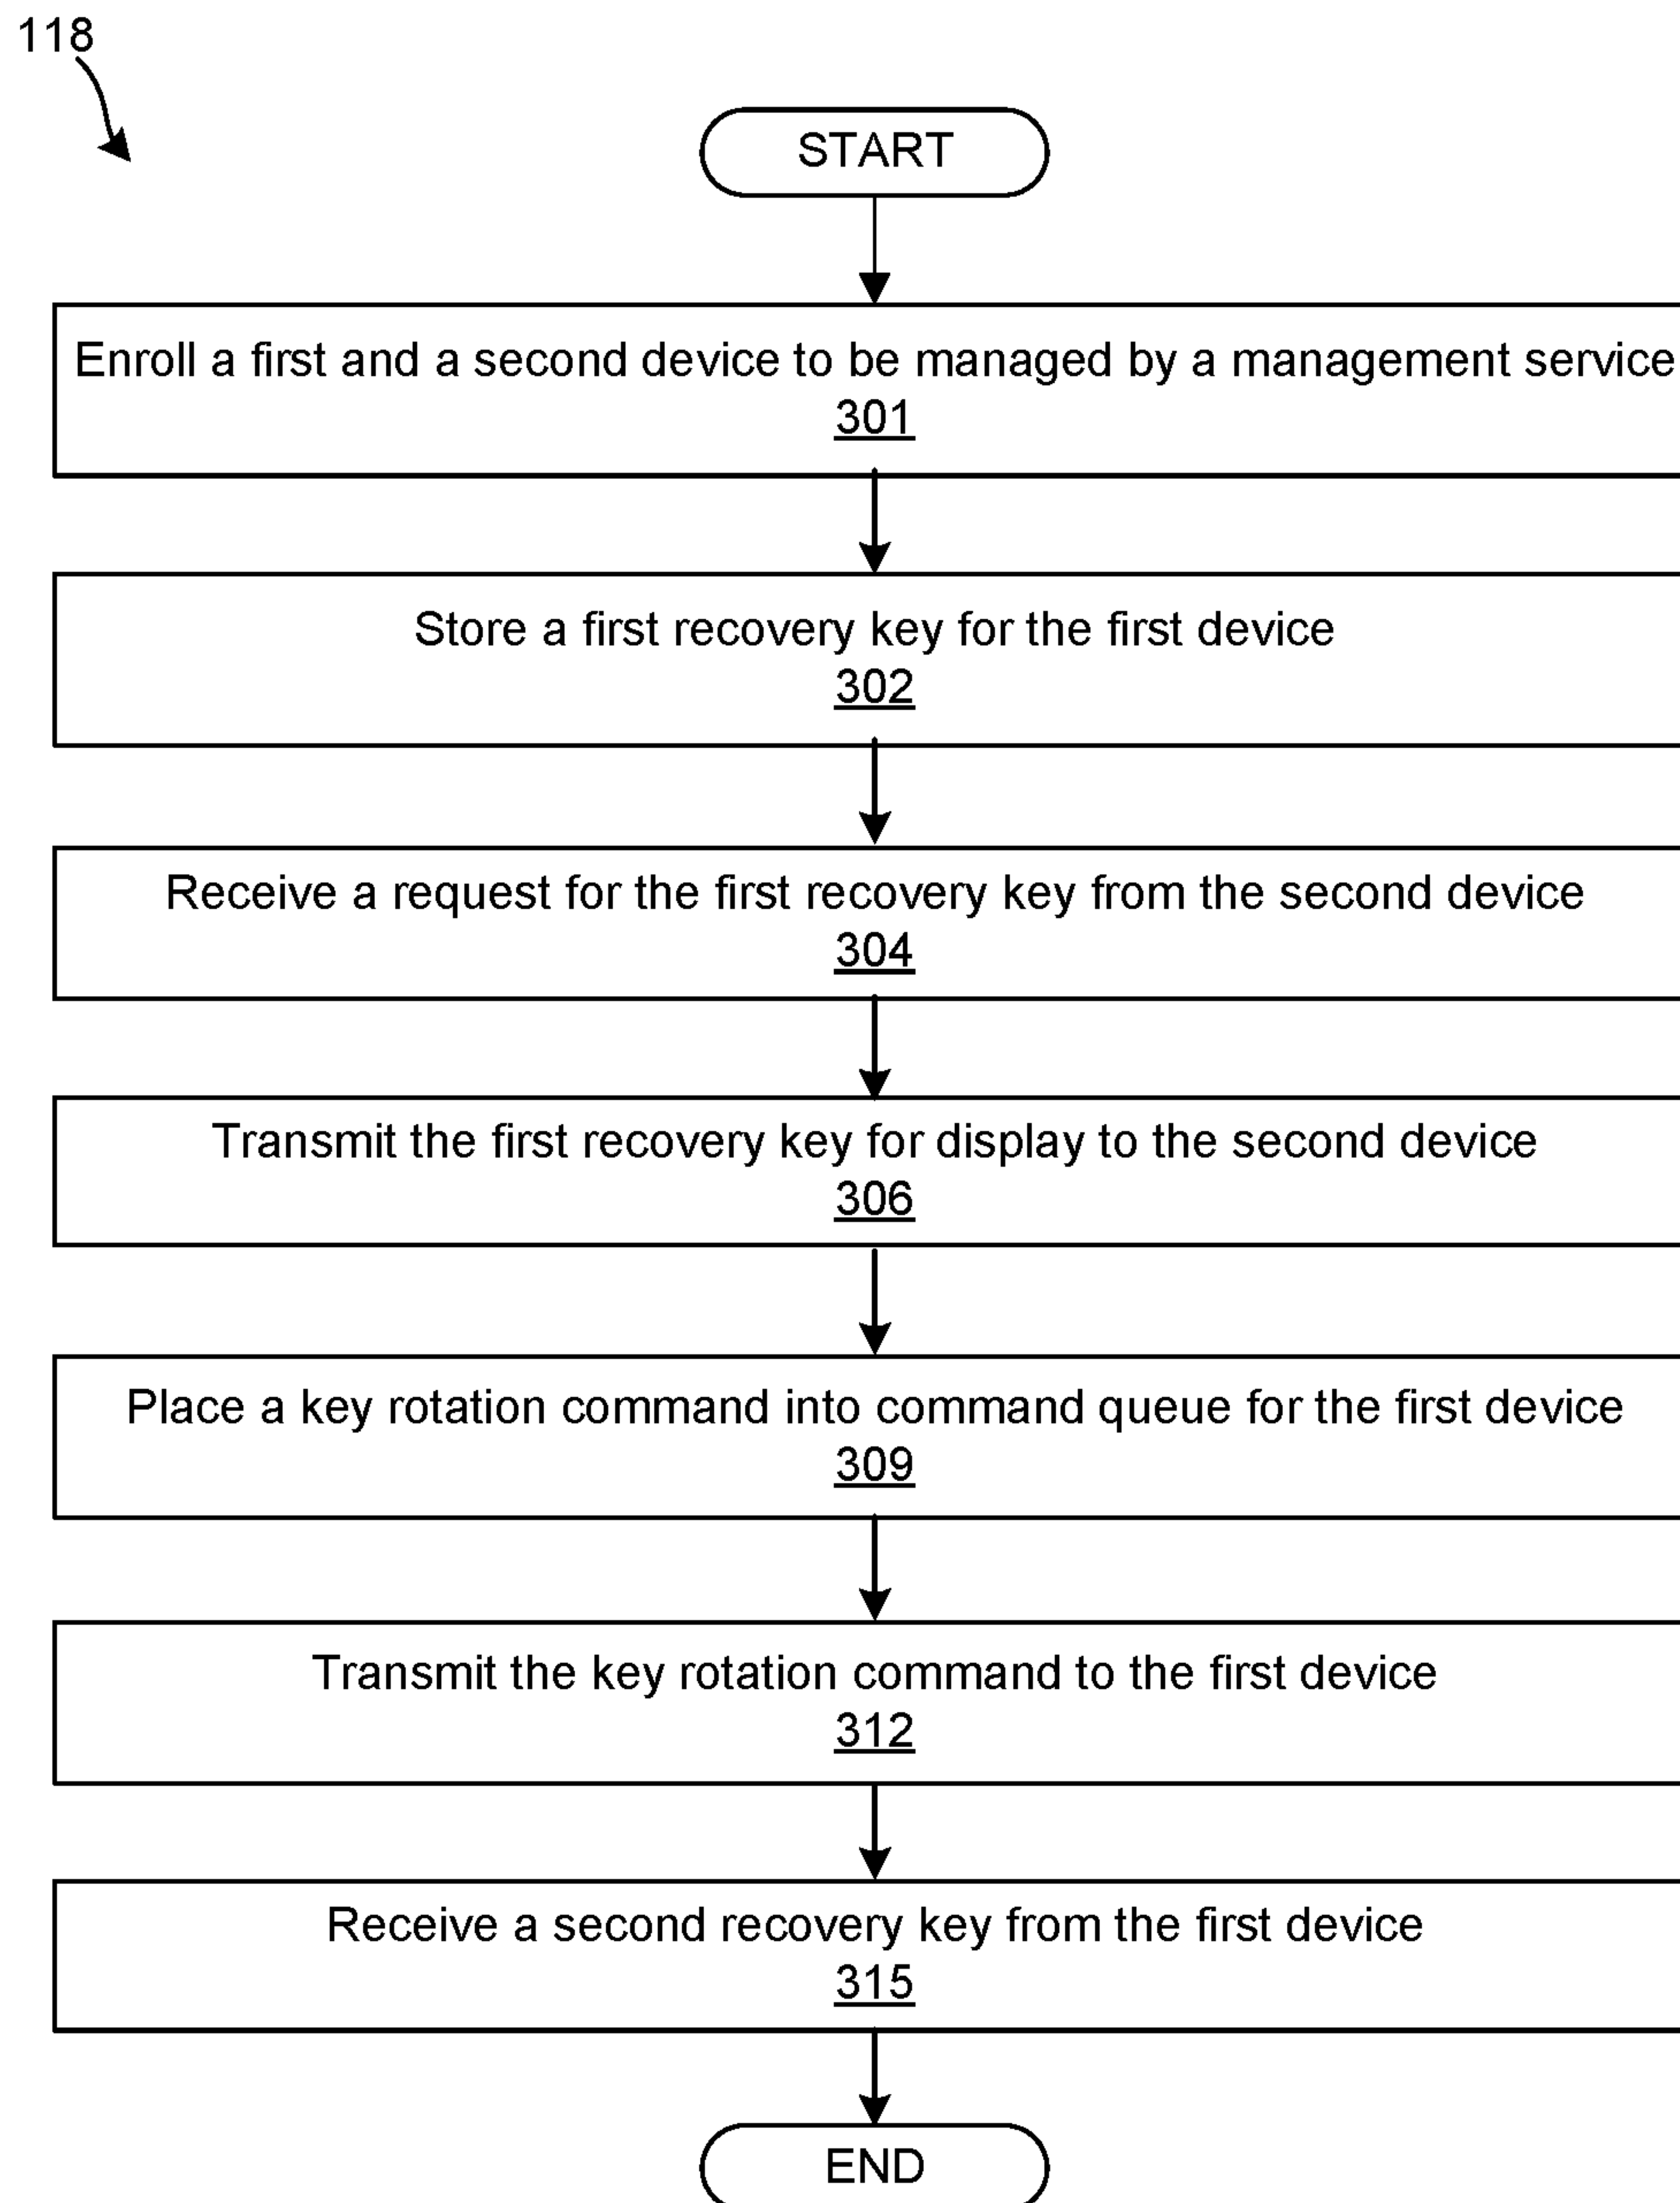 118
START
Enroll a first and a second device to be managed by a management service
301
Store a first recovery key for the first device
302
Receive a request for the first recovery key from the second device
304
Transmit the first recovery key for display to the second device
306
Place a key rotation command into command queue for the first device
309
Transmit the key rotation command to the first device
312
Receive a second recovery key from the first device
315
END